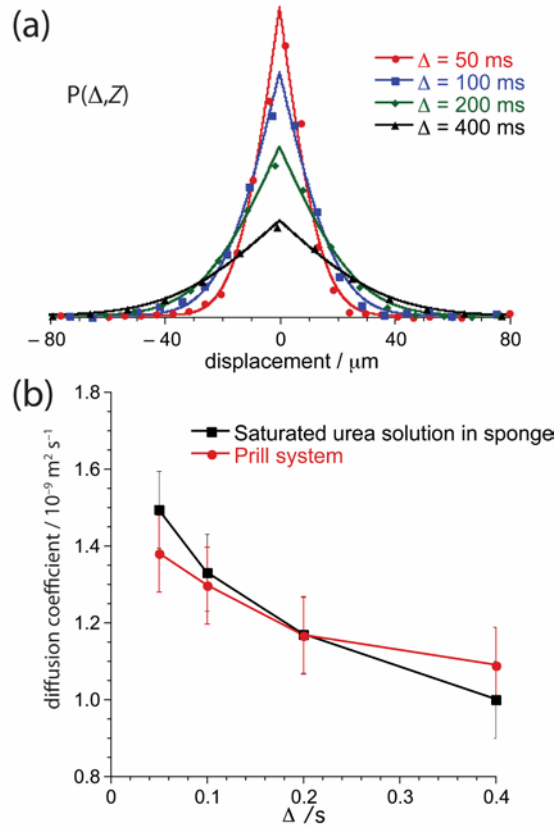 (a)
P(Δ,Z)
Δ = 50 ms
Δ = 100 ms
Δ = 200 ms
Δ = 400 ms
– 80
– 40
0
40
80
displacement / μm
(b)
1.8
1.6
1.4
1.2
1.0
0.8
diffusion coefficient / 10⁻⁹ m² s⁻¹
Saturated urea solution in sponge
Prill system
0
0.1
0.2
0.3
0.4
Δ /s